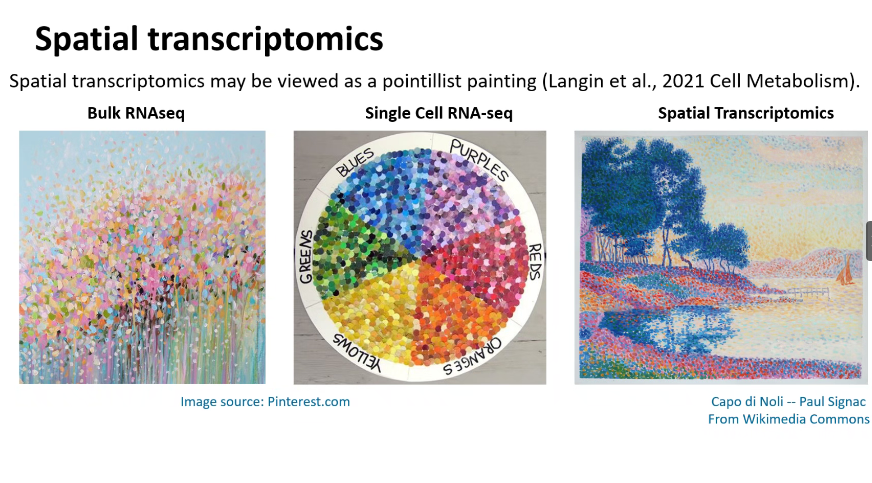 Spatial transcriptomics
Spatial transcriptomics may be viewed as a pointillist painting (Langin et al., 2021 Cell Metabolism).
Bulk RNAseq
Single Cell RNA-seq
Spatial Transcriptomics
BLUES
PURPLES
GREENS
REDS
YELLOWS
ORANGES
Image source: Pinterest.com
Capo di Noli -- Paul Signac
From Wikimedia Commons